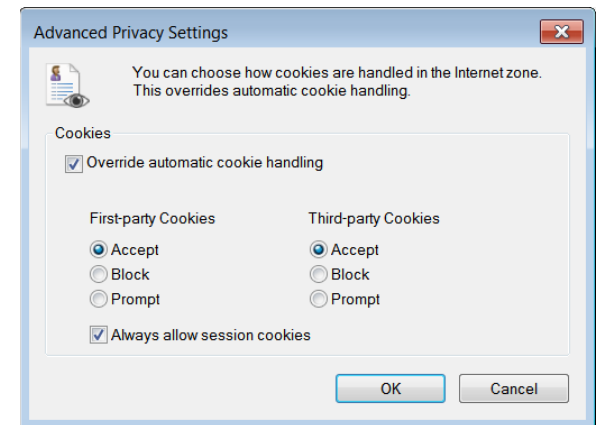 Advanced Privacy Settings
You can choose how cookies are handled in the Internet zone.
This overrides automatic cookie handling.
Cookies
Override automatic cookie handling
First-party Cookies Third-party Cookies
Accept Accept
Block Block
Prompt Prompt
Always allow session cookies
OK Cancel